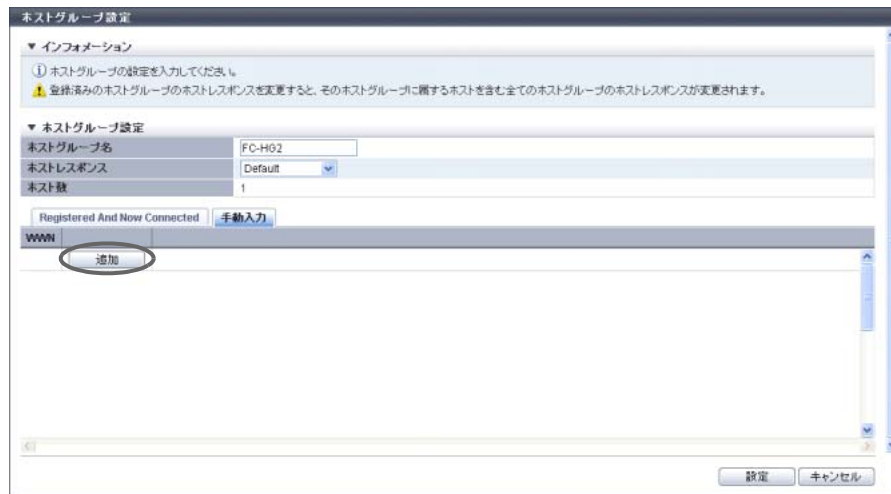 ホストグループ設定
▼ インフォメーション
ホストグループの設定を入力してください。
登録済みのホストグループのホストレスポンスを変更すると、そのホストグループに属するホストを含む全てのホストグループのホストレスポンスが変更されます。
▼ ホストグループ設定
ホストグループ名 FC-HG2
ホストレスポンス Default
ホスト数 1
Registered And Now Connected 手動入力
WWN
追加
設定 キャンセル